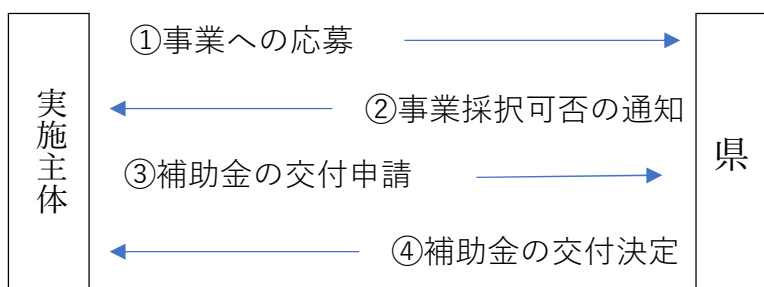 ①事業への応募
②事業採択可否の通知
実施主体
③補助金の交付申請
県
④補助金の交付決定